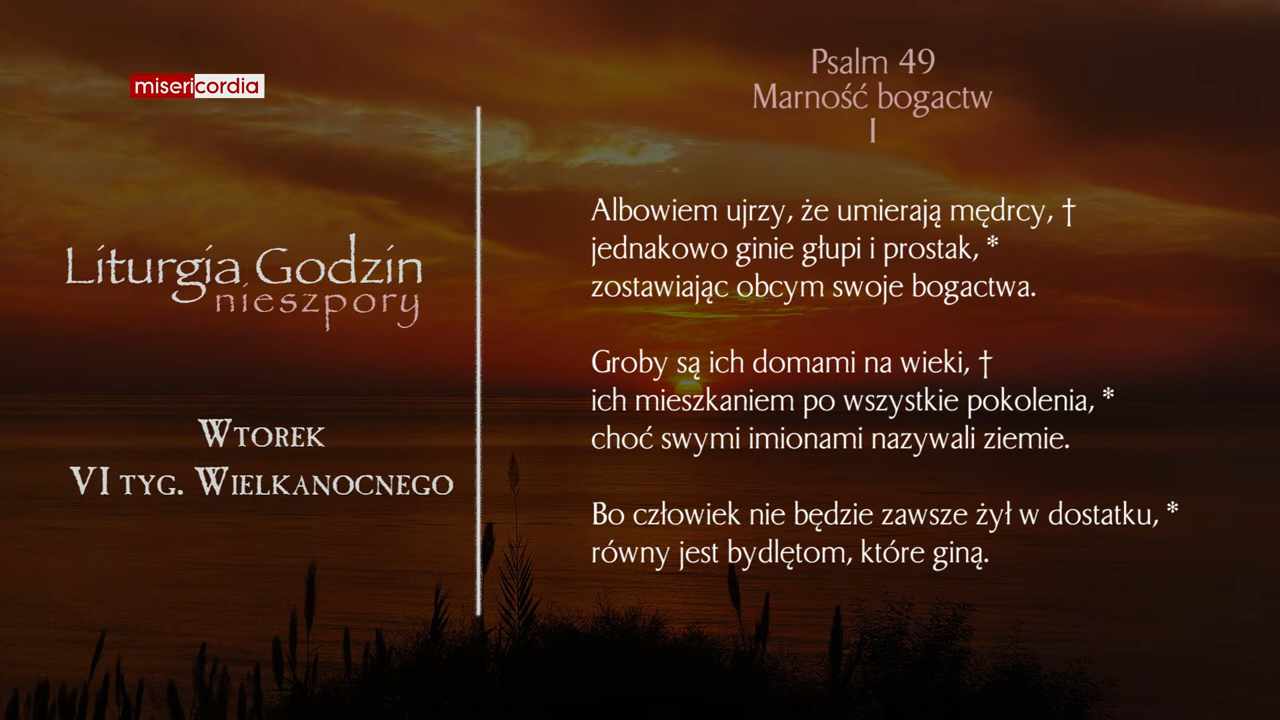 misericordia
Liturgia Godzin
nieszpory
Wtorek
VI tyg. Wielkanocnego
Psalm 49
Marność bogactw
I
Albowiem ujrzy, że umierają mędrcy, †
jednakowo ginie głupi i prostak, *
zostawiając obcym swoje bogactwa.
Groby są ich domami na wieki, †
ich mieszkaniem po wszystkie pokolenia, *
choć swymi imionami nazywali ziemie.
Bo człowiek nie będzie zawsze żył w dostatku, *
równy jest bydlętom, które giną.